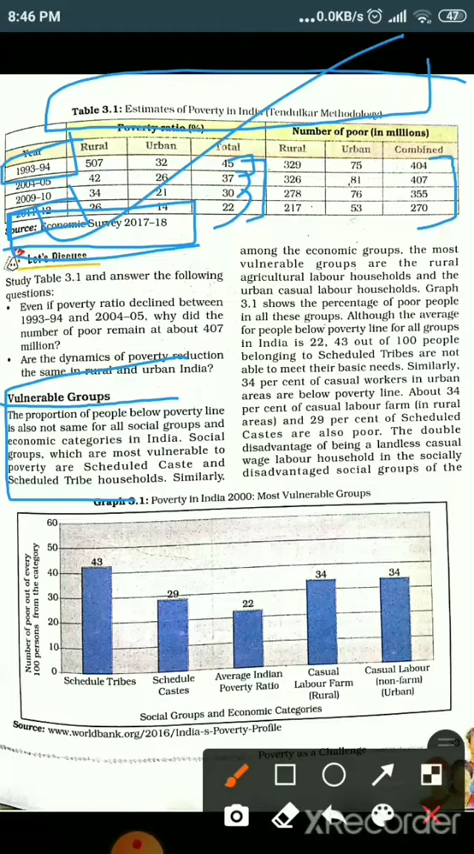 8:46 PM ...0.0KB/s 47
Table 3.1: Estimates of Poverty in India (Tendulkar Methodology)
Poverty ratio (%) Number of poor (in millions)
Year Rural Urban Total Rural Urban Combined
1993–94 507 32 45 329 75 404
2004–05 42 26 37 326 81 407
2009–10 34 21 30 278 76 355
2011–12 26 14 22 217 53 270
Source: Economic Survey 2017–18
Let's Discuss
Study Table 3.1 and answer the following
questions:
• Even if poverty ratio declined between
1993–94 and 2004–05, why did the
number of poor remain at about 407
million?
• Are the dynamics of poverty reduction
the same in rural and urban India?
Vulnerable Groups
The proportion of people below poverty line
is also not same for all social groups and
economic categories in India. Social
groups, which are most vulnerable to
poverty are Scheduled Caste and
Scheduled Tribe households. Similarly,
among the economic groups, the most
vulnerable groups are the rural
agricultural labour households and the
urban casual labour households. Graph
3.1 shows the percentage of poor people
in all these groups. Although the average
for people below poverty line for all groups
in India is 22, 43 out of 100 people
belonging to Scheduled Tribes are not
able to meet their basic needs. Similarly,
34 per cent of casual workers in urban
areas are below poverty line. About 34
per cent of casual labour farm (in rural
areas) and 29 per cent of Scheduled
Castes are also poor. The double
disadvantage of being a landless casual
wage labour household in the socially
disadvantaged social groups of the
Graph 3.1: Poverty in India 2000: Most Vulnerable Groups
Number of poor out of every
100 persons from the category
60
50
40
30
20
10
0
43
29
22
34
34
Schedule Tribes
Schedule
Castes
Average Indian
Poverty Ratio
Casual
Labour Farm
(Rural)
Casual Labour
(non-farm)
(Urban)
Social Groups and Economic Categories
Source: www.worldbank.org/2016/India-s-Poverty-Profile
Poverty as a Challenge
XRecorder